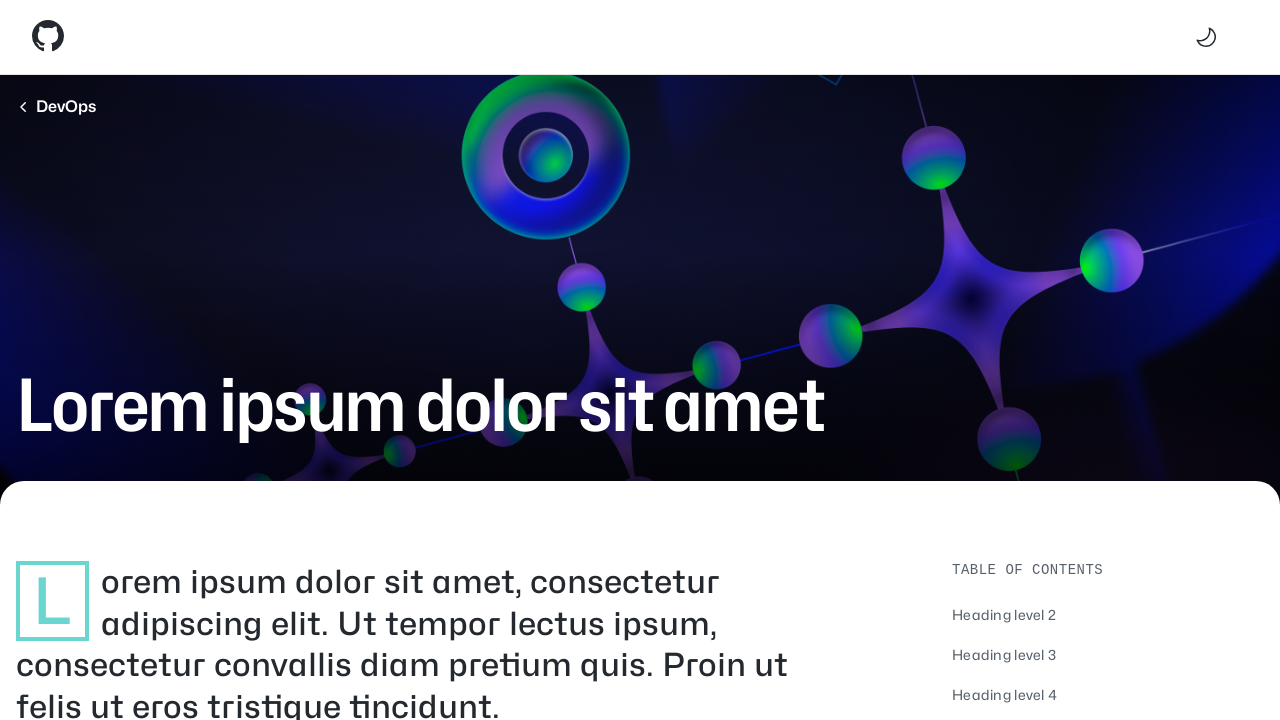 DevOps
Lorem ipsum dolor sit amet
Lorem ipsum dolor sit amet, consectetur
adipiscing elit. Ut tempor lectus ipsum,
consectetur convallis diam pretium quis. Proin ut
felis ut eros tristique tincidunt.
TABLE OF CONTENTS
Heading level 2
Heading level 3
Heading level 4